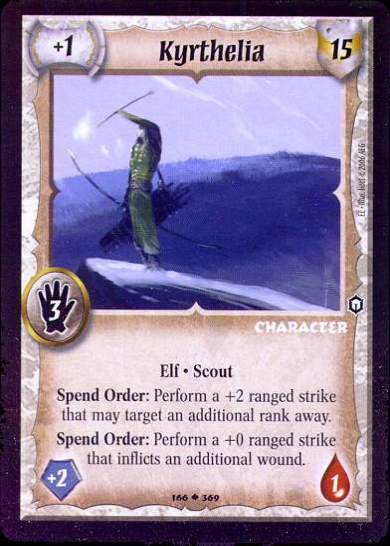 +1
Kyrthelia
15
3
CHARACTER
Elf • Scout
Spend Order: Perform a +2 ranged strike
that may target an additional rank away.
Spend Order: Perform a +0 ranged strike
that inflicts an additional wound.
+2
166 ◆ 369
1